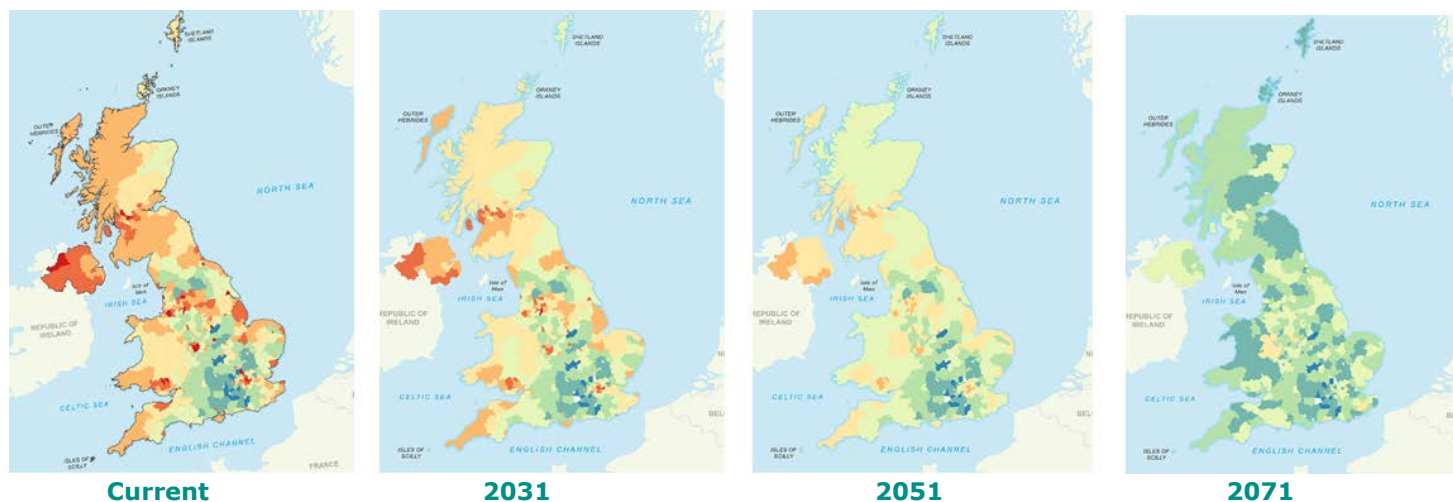 SHETLAND
ISLANDS
ORKNEY
ISLANDS
OUTER
HEBRIDES
NORTH SEA
Isle of
Man
IRISH SEA
REPUBLIC OF
IRELAND
CELTIC SEA
ENGLISH CHANNEL
ISLES OF
SCILLY
FRANCE
Current
SHETLAND
ISLANDS
ORKNEY
ISLANDS
OUTER
HEBRIDES
NORTH SEA
Isle of
Man
IRISH SEA
REPUBLIC OF
IRELAND
CELTIC SEA
ENGLISH CHANNEL
ISLES OF
SCILLY
2031
SHETLAND
ISLANDS
ORKNEY
ISLANDS
OUTER
HEBRIDES
NORTH SEA
Isle of
Man
IRISH SEA
REPUBLIC OF
IRELAND
CELTIC SEA
ENGLISH CHANNEL
ISLES OF
SCILLY
2051
SHETLAND
ISLANDS
ORKNEY
ISLANDS
OUTER
HEBRIDES
NORTH SEA
Isle of
Man
IRISH SEA
REPUBLIC OF
IRELAND
CELTIC SEA
ENGLISH CHANNEL
ISLES OF
SCILLY
2071